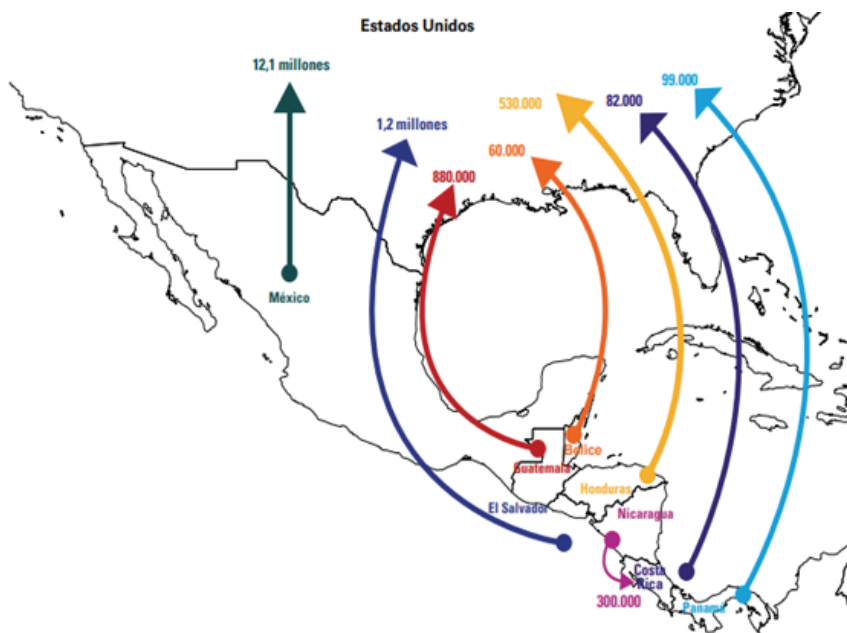 Estados Unidos
12,1 millones
1,2 millones
880.000
60.000
530.000
82.000
99.000
México
Guatemala
Belice
Honduras
El Salvador
Nicaragua
Costa
Rica
300.000
Panamá